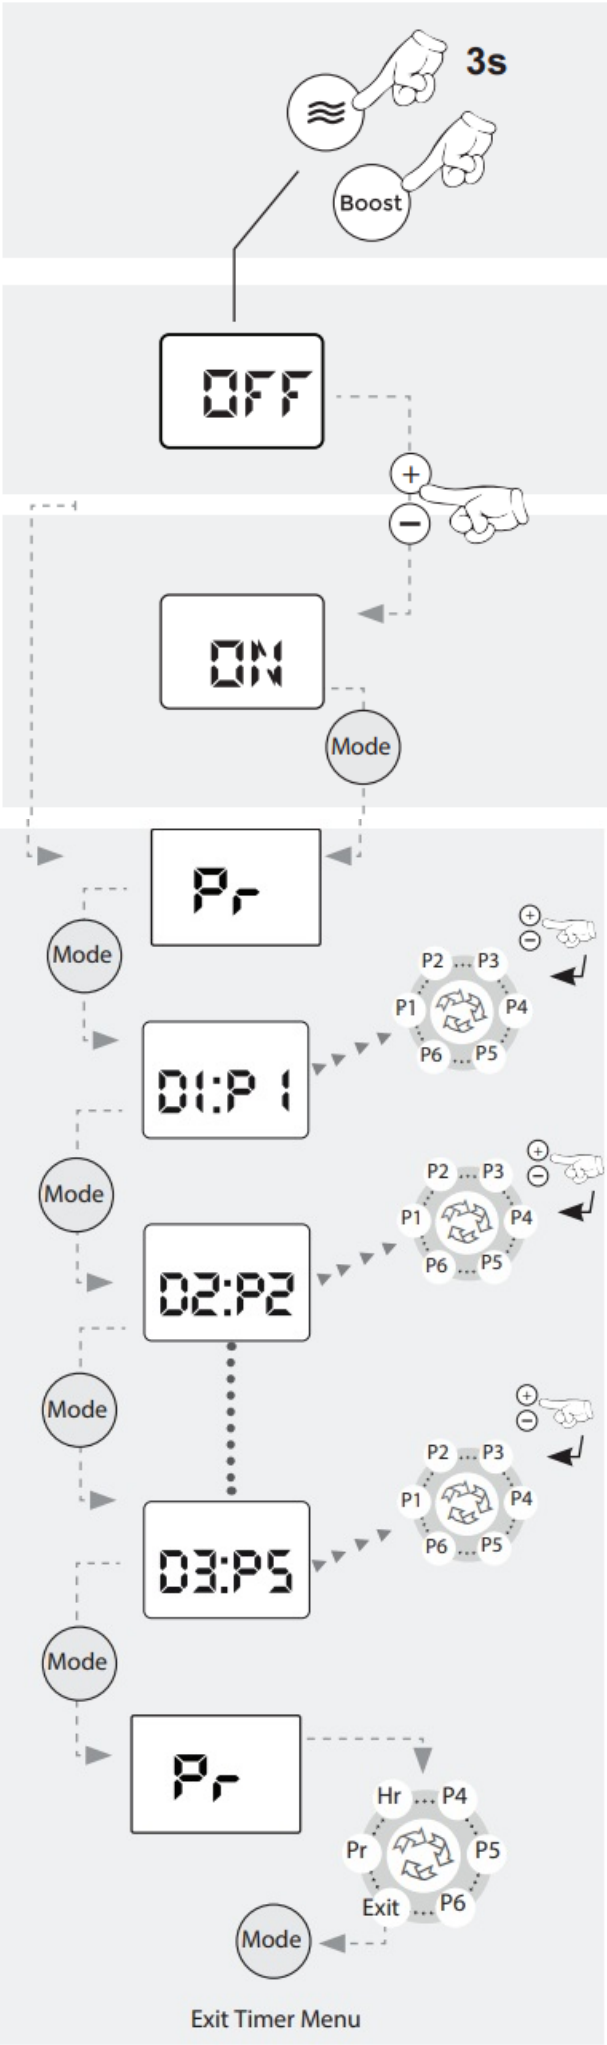 3s
Boost
OFF
+
−
ON
Mode
Pr
Mode
+
−
P2 ... P3
P1 P4
P6 ... P5
D1:P1
Mode
+
−
P2 ... P3
P1 P4
P6 ... P5
D2:P2
Mode
+
−
P2 ... P3
P1 P4
P6 ... P5
D3:P5
Mode
Pr
Hr ... P4
Pr P5
Exit ... P6
Mode
Exit Timer Menu